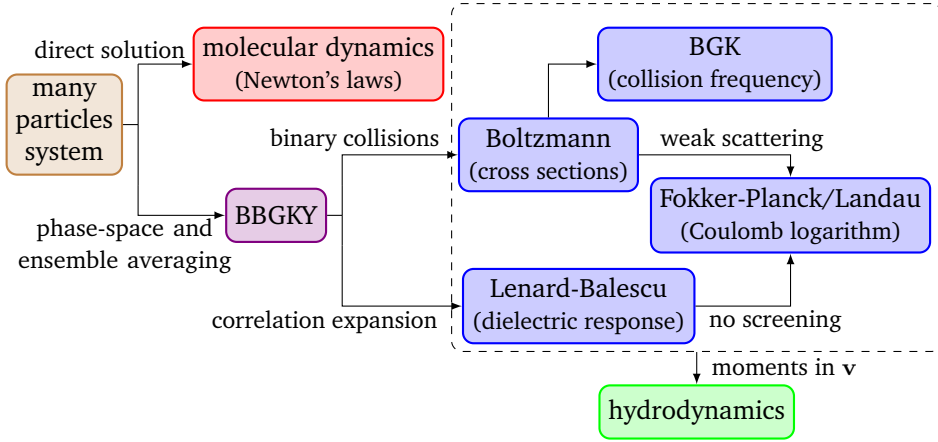 direct solution
molecular dynamics
(Newton's laws)
BGK
(collision frequency)
many
particles
system
binary collisions
Boltzmann
(cross sections)
weak scattering
BBGKY
phase-space and
ensemble averaging
Fokker-Planck/Landau
(Coulomb logarithm)
correlation expansion
Lenard-Balescu
(dielectric response)
no screening
moments in v
hydrodynamics